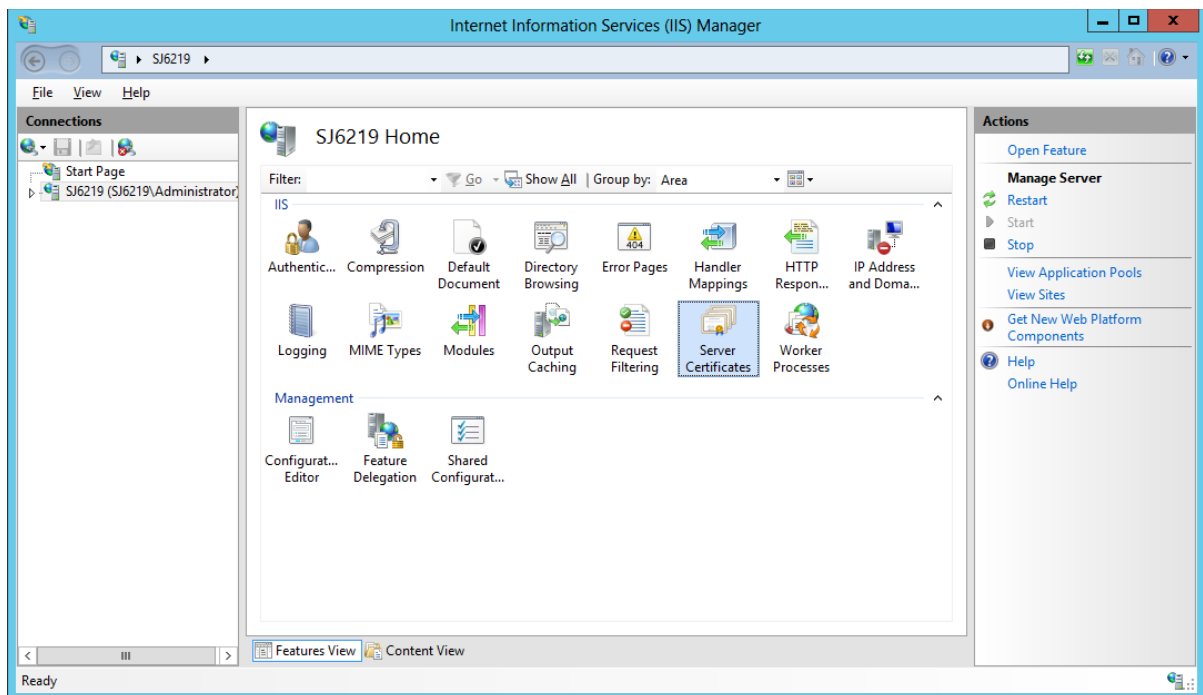 Internet Information Services (IIS) Manager
SJ6219
File View Help
Connections
Start Page
SJ6219 (SJ6219\Administrator)
SJ6219 Home
Filter: Go Show All Group by: Area
IIS
Authentic... Compression Default Document Directory Browsing Error Pages Handler Mappings HTTP Respon... IP Address and Doma...
404
Logging MIME Types Modules Output Caching Request Filtering Server Certificates Worker Processes
Management
Configurat... Editor Feature Delegation Shared Configurat...
Features View Content View
Actions
Open Feature
Manage Server
Restart
Start
Stop
View Application Pools
View Sites
Get New Web Platform
Components
Help
Online Help
Ready